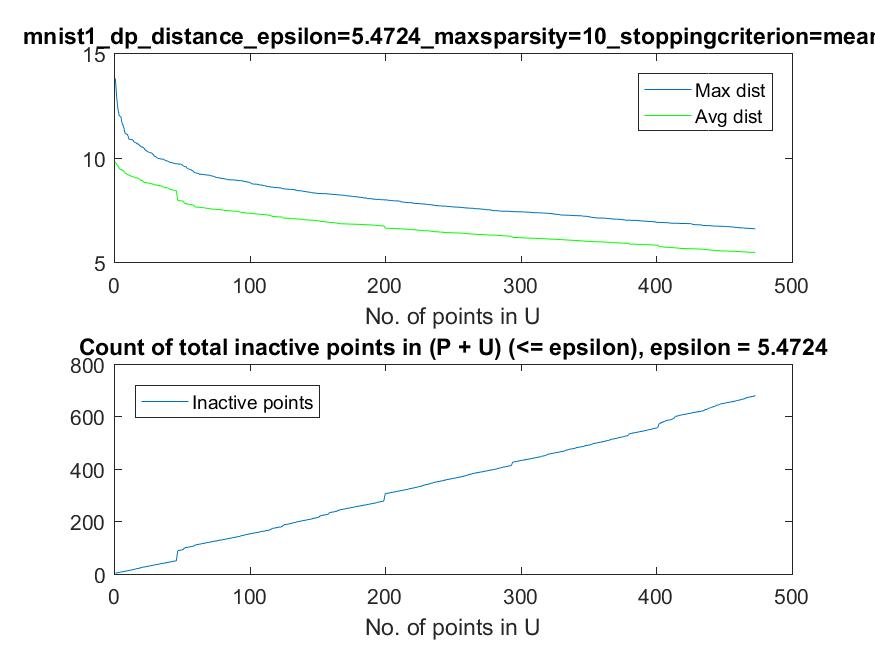 mnist1_dp_distance_epsilon=5.4724_maxsparsity=10_stoppingcriterion=mean
15
Max dist
Avg dist
10
5
0 100 200 300 400 500
No. of points in U
Count of total inactive points in (P + U) (<= epsilon), epsilon = 5.4724
800
Inactive points
600
400
200
0
0 100 200 300 400 500
No. of points in U